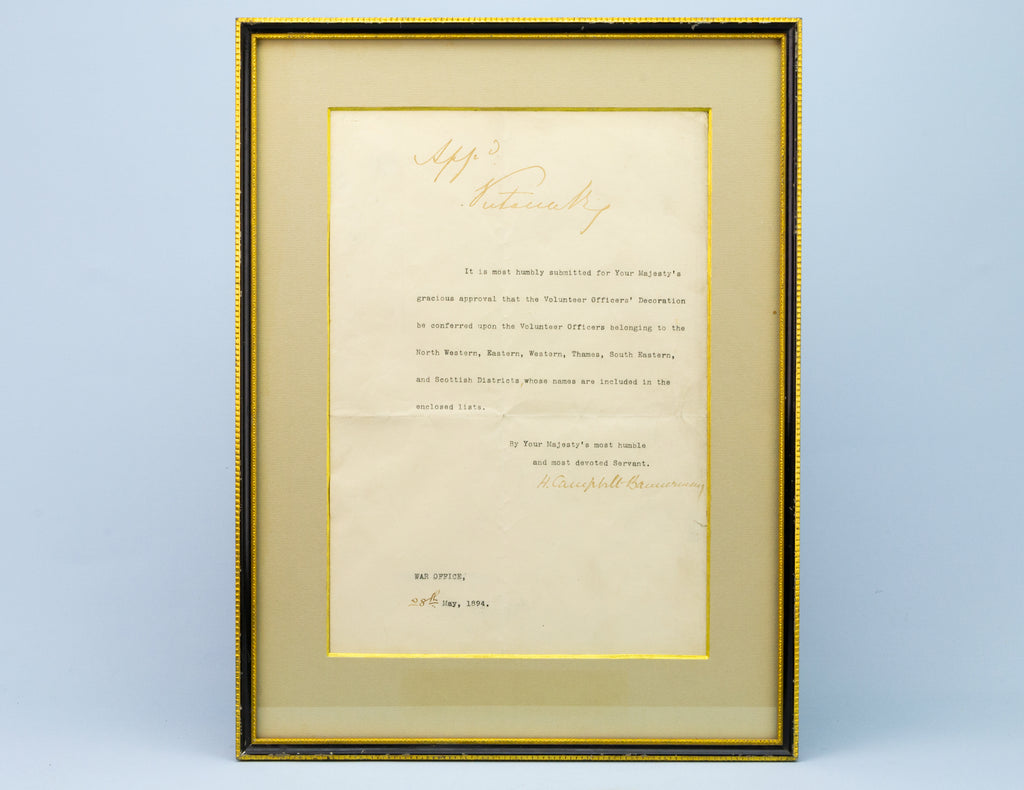 Appd
Victoria RI
It is most humbly submitted for Your Majesty's
gracious approval that the Volunteer Officers' Decoration
be conferred upon the Volunteer Officers belonging to the
North Western, Eastern, Western, Thames, South Eastern,
and Scottish Districts,whose names are included in the
enclosed lists.
By Your Majesty's most humble
and most devoted Servant.
H. Campbell-Bannerman
WAR OFFICE,
28th May, 1894.